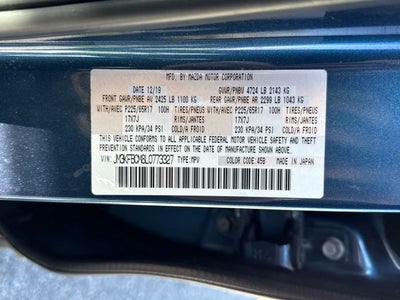 MFD. BY MAZDA MOTOR CORPORATION
DATE 12/19 GVWR/PNBV 4724 LB 2143 KG
FRONT GAWR/PNBE AV 2425 LB 1100 KG REAR GAWR/PNBE AR 2299 LB 1043 KG
WITH/AVEC P225/65R17 100H TIRES/PNEUS WITH/AVEC P225/65R17 100H TIRES/PNEUS
17X7J RIMS/JANTES 17X7J RIMS/JANTES
230 KPA/34 PSI COLD/A FROID 230 KPA/34 PSI COLD/A FROID
THIS VEHICLE CONFORMS TO ALL APPLICABLE FEDERAL MOTOR VEHICLE
SAFETY STANDARDS IN EFFECT ON THE DATE OF MANUFACTURE SHOWN ABOVE.
VIN: TYPE: MPV COLOR CODE: 45B MADE IN JAPAN